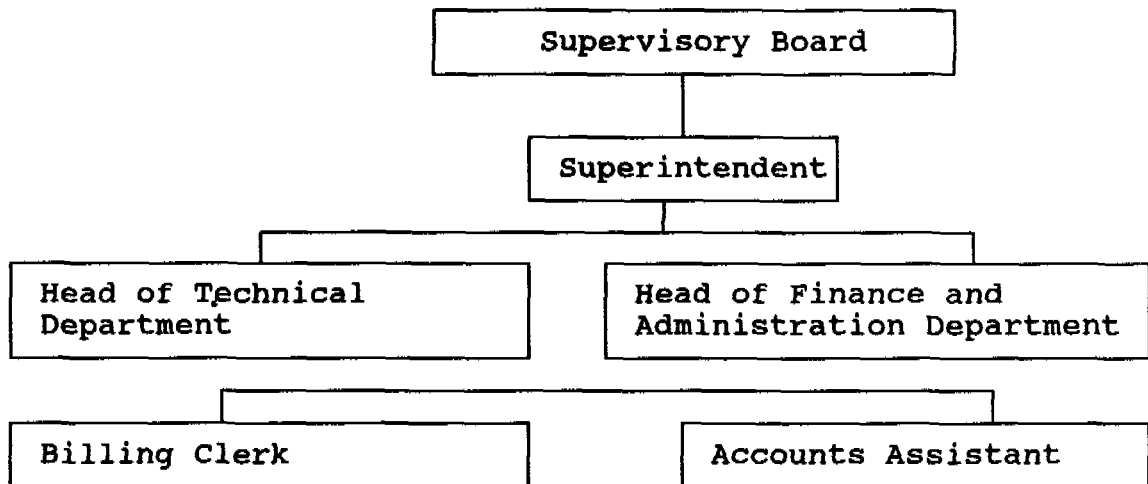 Supervisory Board
Superintendent
Head of Technical
Department
Head of Finance and
Administration Department
Billing Clerk
Accounts Assistant